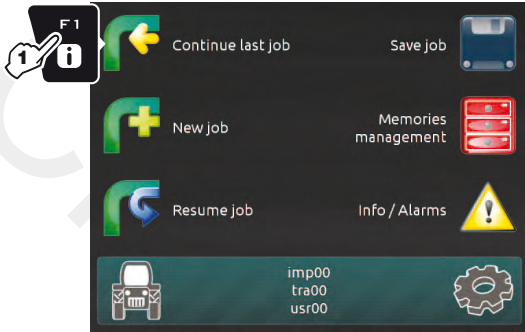 F1
1
Continue last job
Save job
New job
Memories
management
Resume job
Info / Alarms
imp00
tra00
usr00